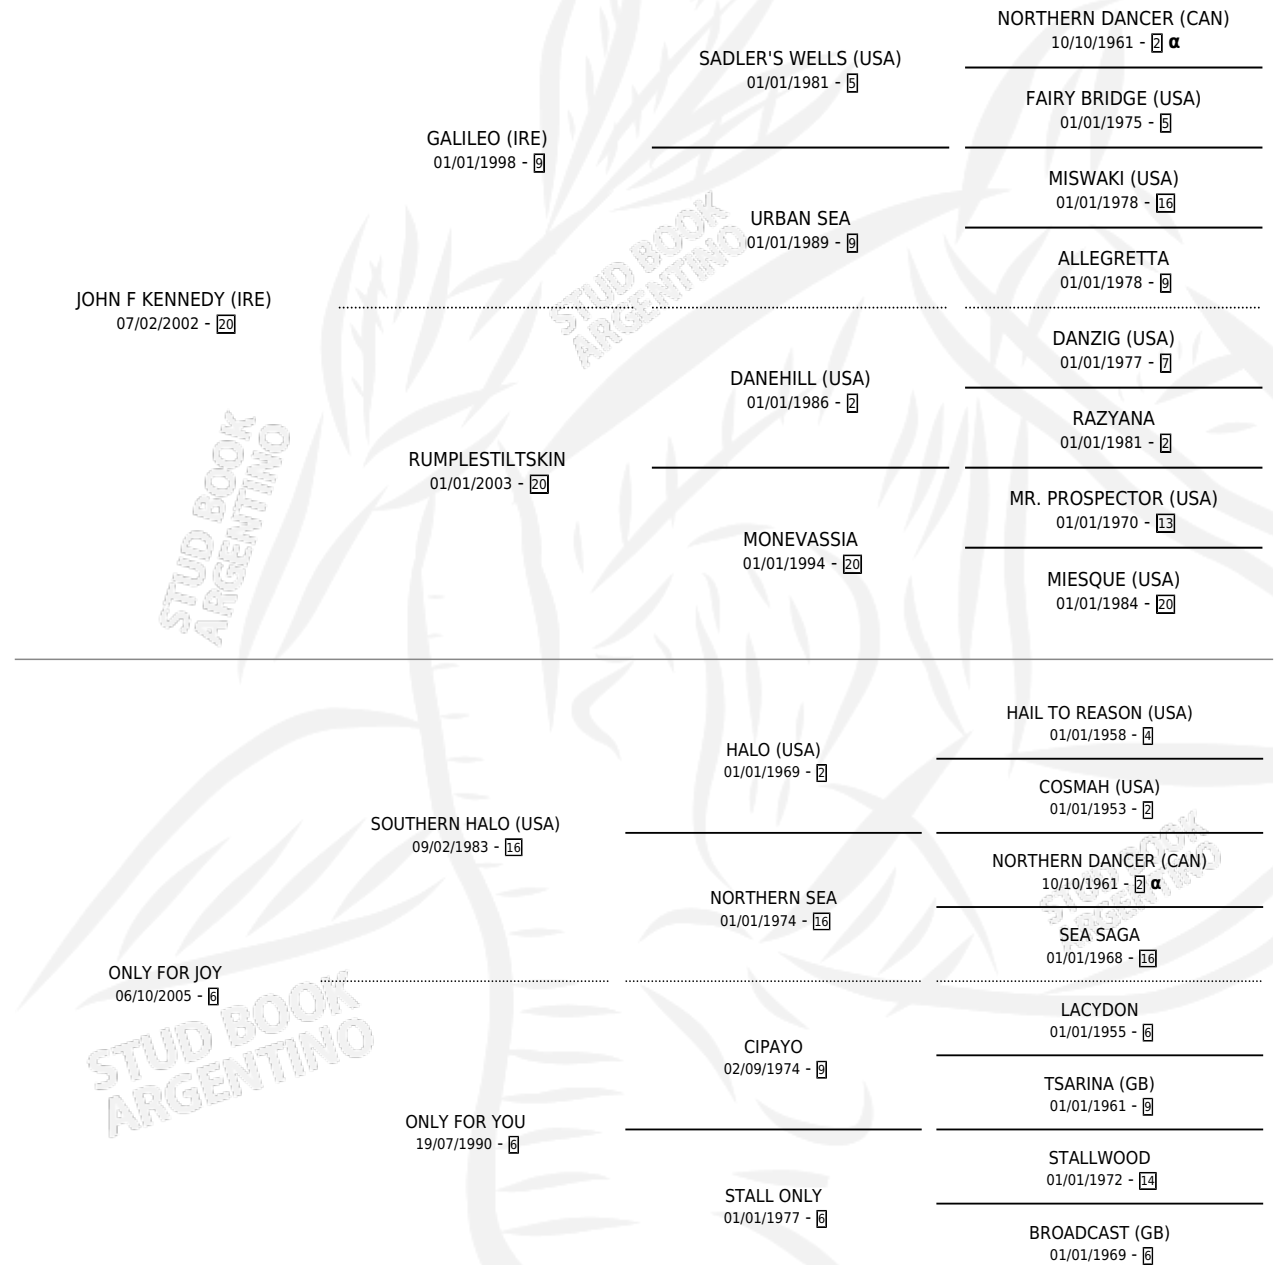 NORTHERN DANCER (CAN)
10/10/1961 - 2 α
SADLER'S WELLS (USA)
01/01/1981 - 5
FAIRY BRIDGE (USA)
01/01/1975 - 5
GALILEO (IRE)
01/01/1998 - 9
MISWAKI (USA)
01/01/1978 - 16
URBAN SEA
01/01/1989 - 9
ALLEGRETTA
01/01/1978 - 9
JOHN F KENNEDY (IRE)
07/02/2002 - 20
DANZIG (USA)
01/01/1977 - 7
DANEHILL (USA)
01/01/1986 - 2
RAZYANA
01/01/1981 - 2
RUMPLESTILTSKIN
01/01/2003 - 20
MR. PROSPECTOR (USA)
01/01/1970 - 13
MONEVASSIA
01/01/1994 - 20
MIESQUE (USA)
01/01/1984 - 20
HAIL TO REASON (USA)
01/01/1958 - 4
HALO (USA)
01/01/1969 - 2
COSMAH (USA)
01/01/1953 - 2
SOUTHERN HALO (USA)
09/02/1983 - 16
NORTHERN DANCER (CAN)
10/10/1961 - 2 α
NORTHERN SEA
01/01/1974 - 16
SEA SAGA
01/01/1968 - 16
ONLY FOR JOY
06/10/2005 - 6
LACYDON
01/01/1955 - 6
CIPAYO
02/09/1974 - 9
TSARINA (GB)
01/01/1961 - 9
ONLY FOR YOU
19/07/1990 - 6
STALLWOOD
01/01/1972 - 14
STALL ONLY
01/01/1977 - 6
BROADCAST (GB)
01/01/1969 - 6
STUD BOOK
ARGENTINO
STUD BOOK
ARGENTINO
STUD BOOK
ARGENTINO
STUD BOOK
ARGENTINO